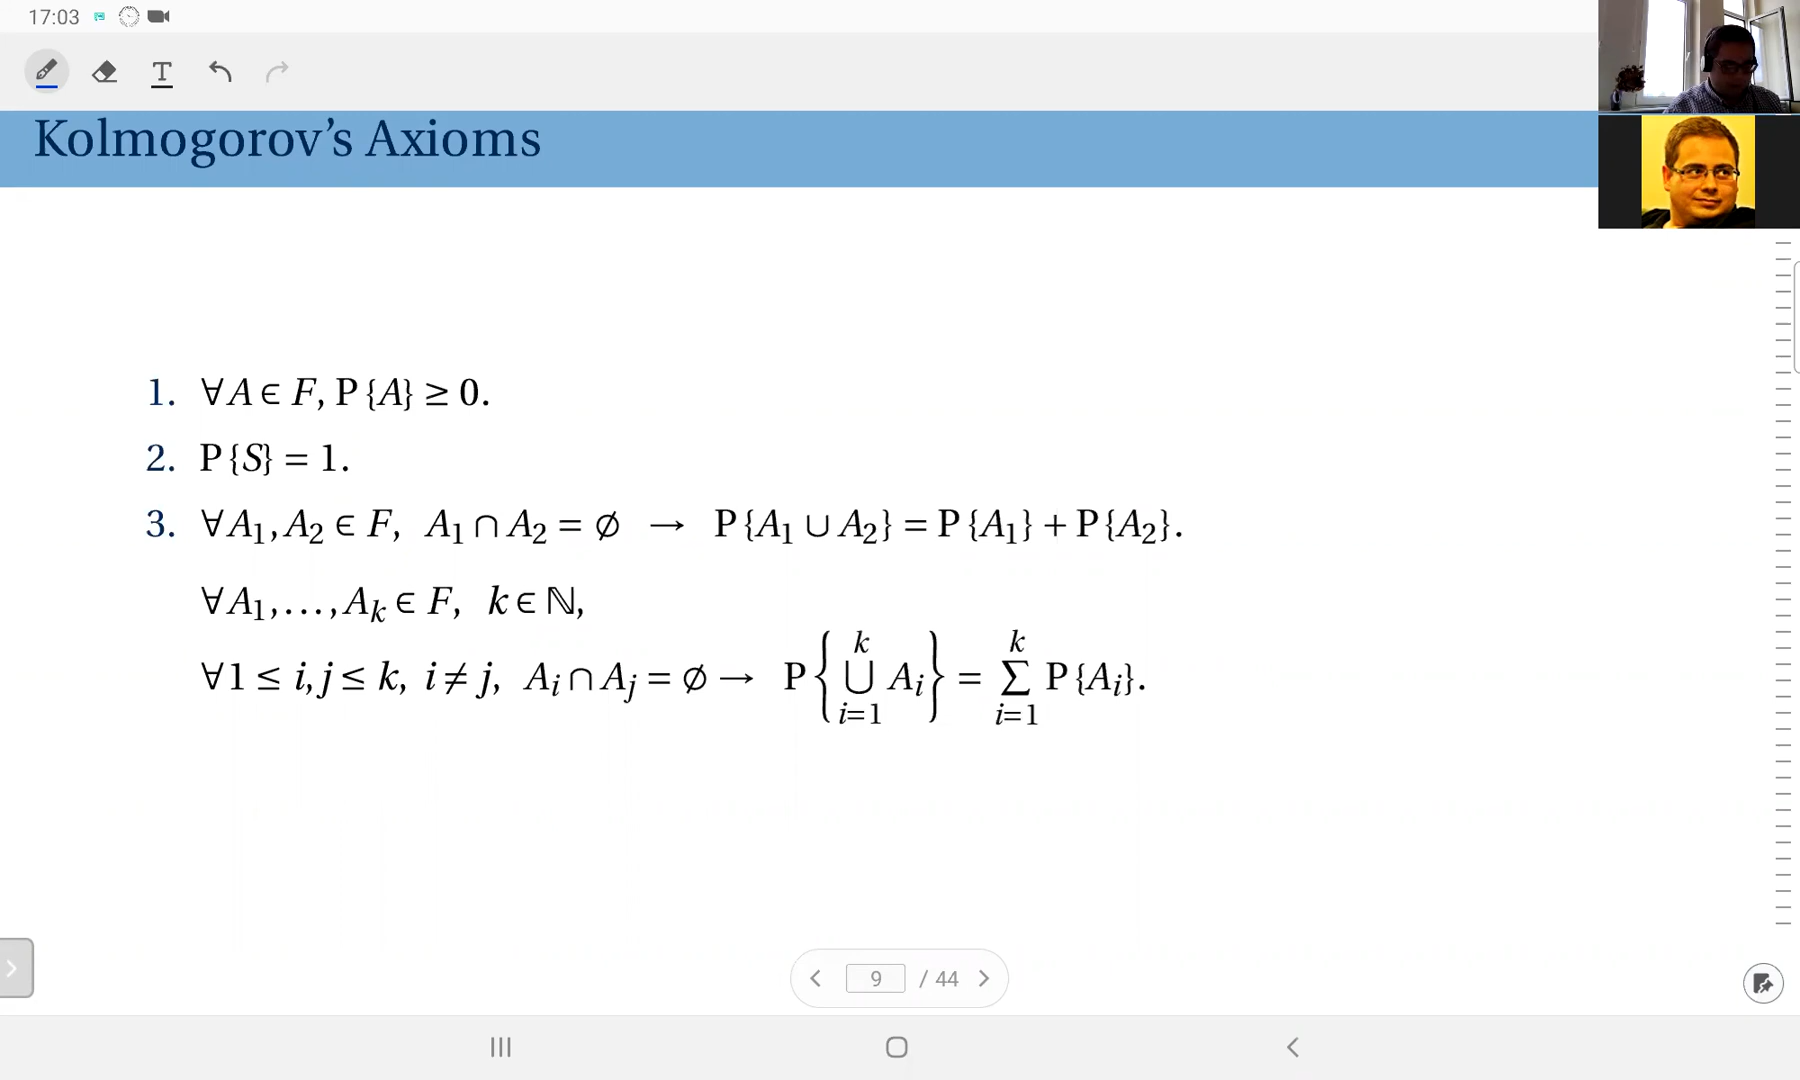 17:03
T
Kolmogorov's Axioms
1. ∀A ∈ F, P{A} ≥ 0.
2. P{S} = 1.
3. ∀A₁, A₂ ∈ F, A₁ ∩ A₂ = ∅ → P{A₁ ∪ A₂} = P{A₁} + P{A₂}.
∀A₁, …, Aₖ ∈ F, k ∈ ℕ,
∀1 ≤ i, j ≤ k, i ≠ j, Aᵢ ∩ Aⱼ = ∅ → P{⋃ᵢ₌₁ᵏ Aᵢ} = ∑ᵢ₌₁ᵏ P{Aᵢ}.
9 / 44